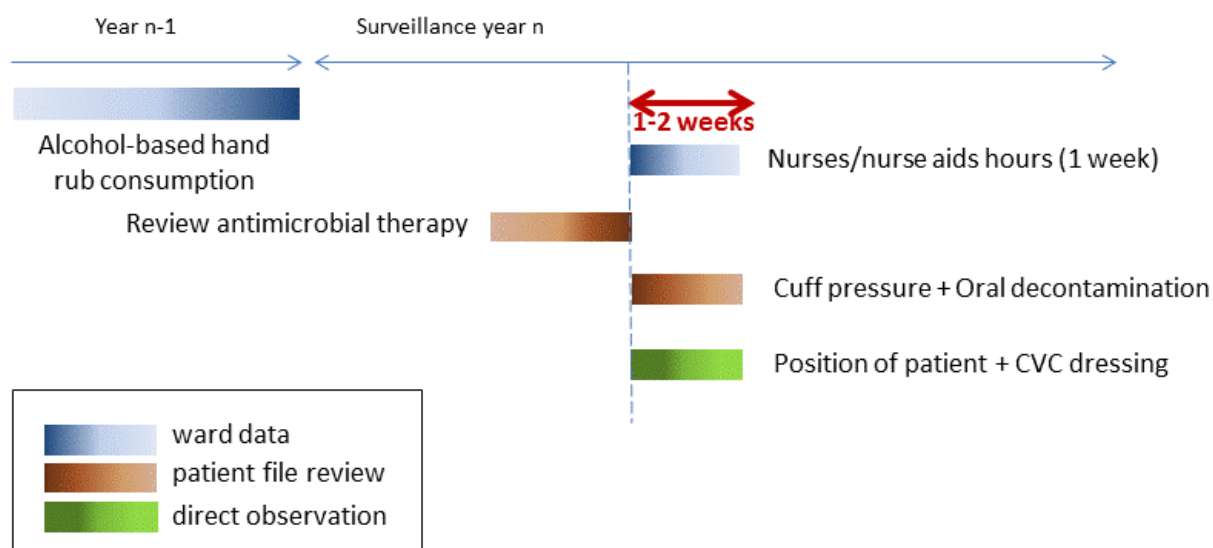 Year n-1
Surveillance year n
1-2 weeks
Alcohol-based hand
rub consumption
Nurses/nurse aids hours (1 week)
Review antimicrobial therapy
Cuff pressure + Oral decontamination
Position of patient + CVC dressing
ward data
patient file review
direct observation